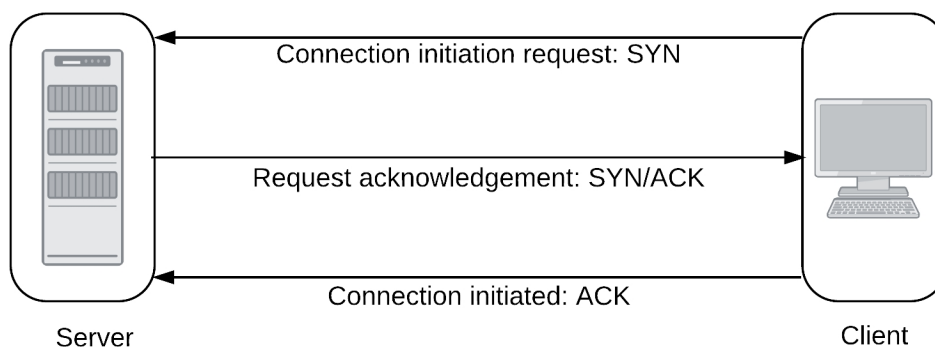 Connection initiation request: SYN
Request acknowledgement: SYN/ACK
Connection initiated: ACK
Server
Client